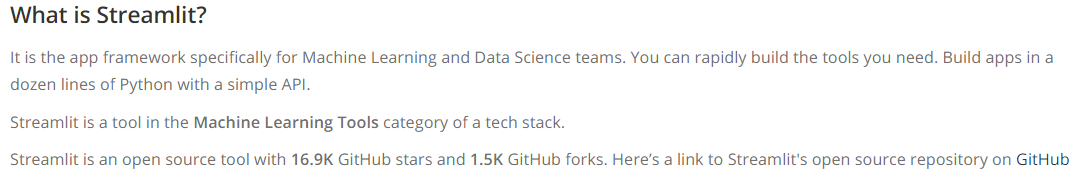 What is Streamlit?
It is the app framework specifically for Machine Learning and Data Science teams. You can rapidly build the tools you need. Build apps in a
dozen lines of Python with a simple API.
Streamlit is a tool in the Machine Learning Tools category of a tech stack.
Streamlit is an open source tool with 16.9K GitHub stars and 1.5K GitHub forks. Here’s a link to Streamlit's open source repository on GitHub